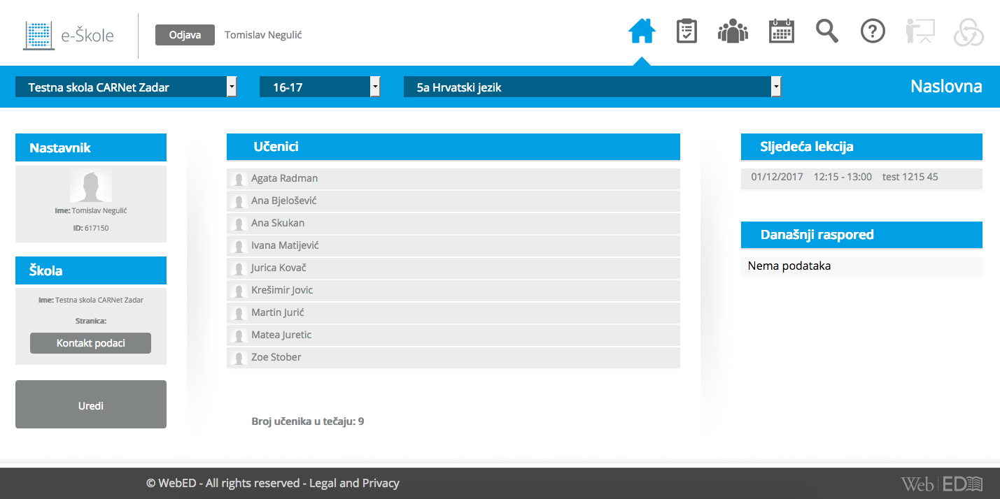 e-Škole
Odjava
Tomislav Negulić
Testna skola CARNet Zadar
16-17
5a Hrvatski jezik
Naslovna
Nastavnik
Ime: Tomislav Negulić
ID: 617150
Škola
Ime: Testna skola CARNet Zadar
Stranica:
Kontakt podaci
Uredi
Učenici
Agata Radman
Ana Bjelošević
Ana Skukan
Ivana Matijević
Jurica Kovač
Krešimir Jovic
Martin Jurić
Matea Juretic
Zoe Stober
Broj učenika u tečaju: 9
Sljedeća lekcija
01/12/2017 12:15 - 13:00 test 1215 45
Današnji raspored
Nema podataka
© WebED - All rights reserved - Legal and Privacy
Web ED